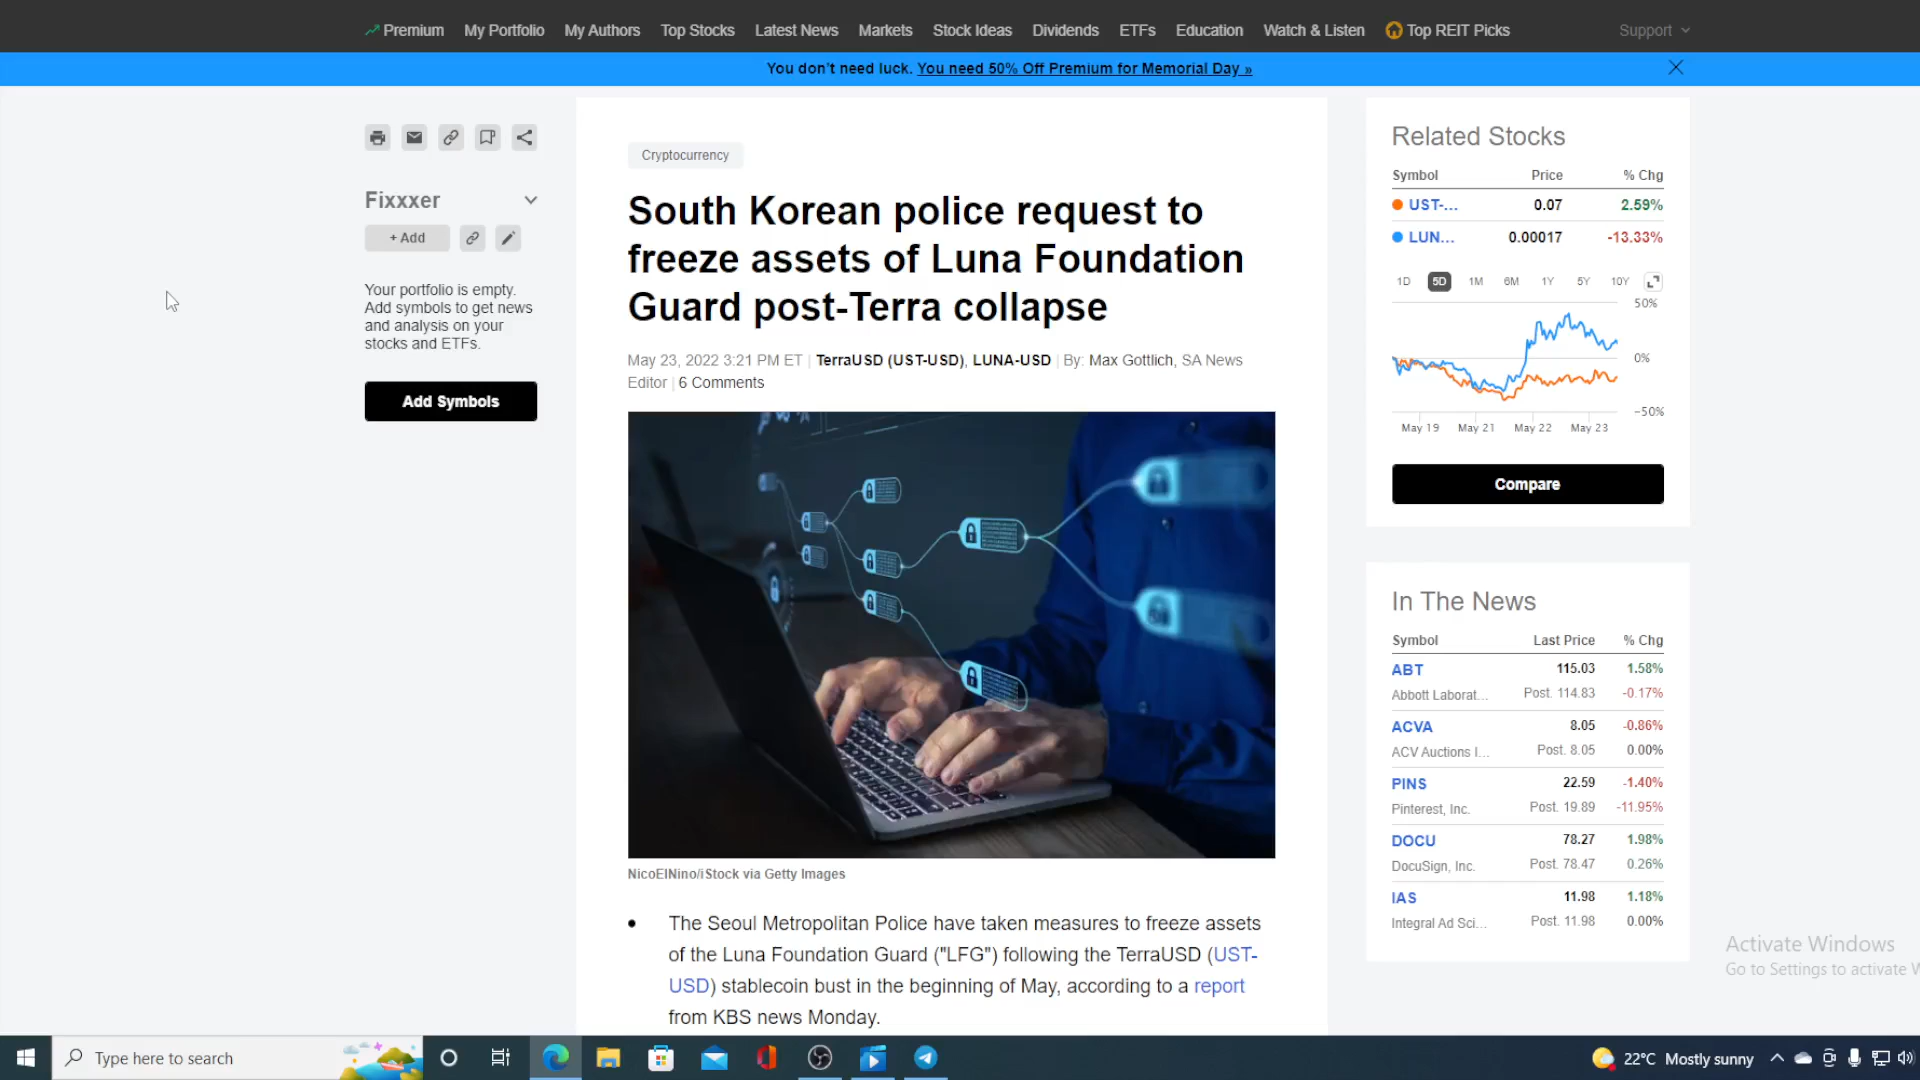 Premium My Portfolio My Authors Top Stocks Latest News Markets Stock Ideas Dividends ETFs Education Watch & Listen Top REIT Picks Support
You don't need luck. You need 50% Off Premium for Memorial Day »
Fixxxer
+ Add
Your portfolio is empty.
Add symbols to get news
and analysis on your
stocks and ETFs.
Add Symbols
Cryptocurrency
South Korean police request to
freeze assets of Luna Foundation
Guard post-Terra collapse
May 23, 2022 3:21 PM ET | TerraUSD (UST-USD), LUNA-USD | By: Max Gottlich, SA News
Editor | 6 Comments
NicoElNino/iStock via Getty Images
• The Seoul Metropolitan Police have taken measures to freeze assets
of the Luna Foundation Guard ("LFG") following the TerraUSD (UST-
USD) stablecoin bust in the beginning of May, according to a report
from KBS news Monday.
Related Stocks
Symbol Price % Chg
UST-... 0.07 2.59%
LUN... 0.00017 -13.33%
1D 5D 1M 6M 1Y 5Y 10Y
50%
0%
-50%
May 19 May 21 May 22 May 23
Compare
In The News
Symbol Last Price % Chg
ABT 115.03 1.58%
Abbott Laborat... Post. 114.83 -0.17%
ACVA 8.05 -0.86%
ACV Auctions I... Post. 8.05 0.00%
PINS 22.59 -1.40%
Pinterest, Inc. Post. 19.89 -11.95%
DOCU 78.27 1.98%
DocuSign, Inc. Post. 78.47 0.26%
IAS 11.98 1.18%
Integral Ad Sci... Post. 11.98 0.00%
Activate Windows
Go to Settings to activate W
Type here to search
22°C Mostly sunny